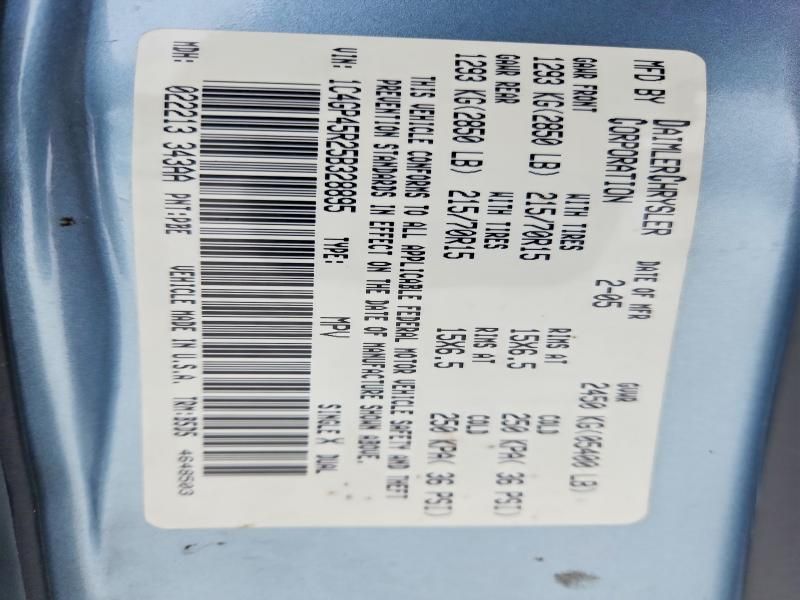 MFD BY DAIMLERCHRYSLER CORPORATION DATE OF MFR 2-05 GVWR 2450 KG(05400 LB)
GAWR FRONT WITH TIRES RIMS AT COLD
1293 KG(2850 LB) 215/70R15 15X6.5 250 KPA( 36 PSI)
GAWR REAR WITH TIRES RIMS AT COLD
1293 KG(2850 LB) 215/70R15 15X6.5 250 KPA( 36 PSI)
THIS VEHICLE CONFORMS TO ALL APPLICABLE FEDERAL MOTOR VEHICLE SAFETY AND THEFT
PREVENTION STANDARDS IN EFFECT ON THE DATE OF MANUFACTURE SHOWN ABOVE.
VIN: 1C4GP45R25B328895 TYPE: MPV SINGLE X DUAL
MDH: 022213 343AA PNT:PBE VEHICLE MADE IN U.S.A. TRM:B5D5 4648503